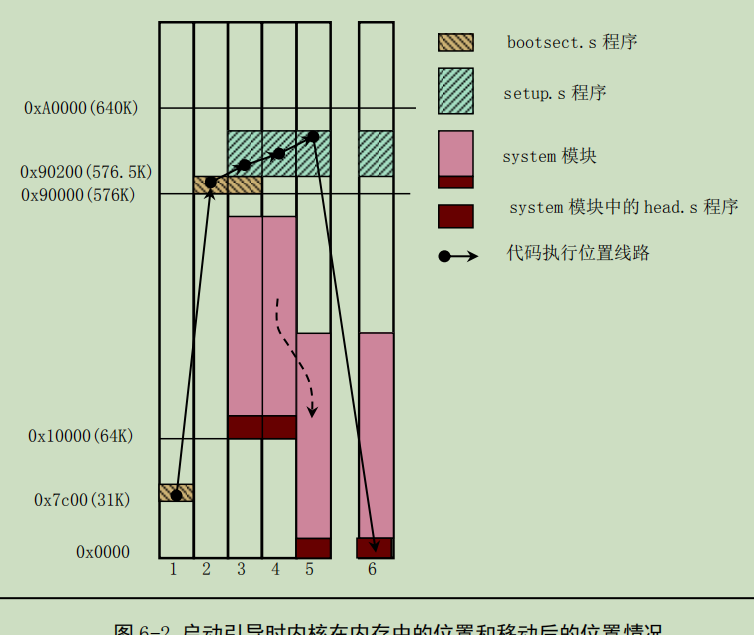 bootsect.s 程序
setup.s 程序
system 模块
system 模块中的 head.s 程序
代码执行位置线路
0xA0000(640K)
0x90200(576.5K)
0x90000(576K)
0x10000(64K)
0x7c00(31K)
0x0000
1 2 3 4 5 6
图 6-2 启动引导时内核在内存中的位置和移动后的位置情况